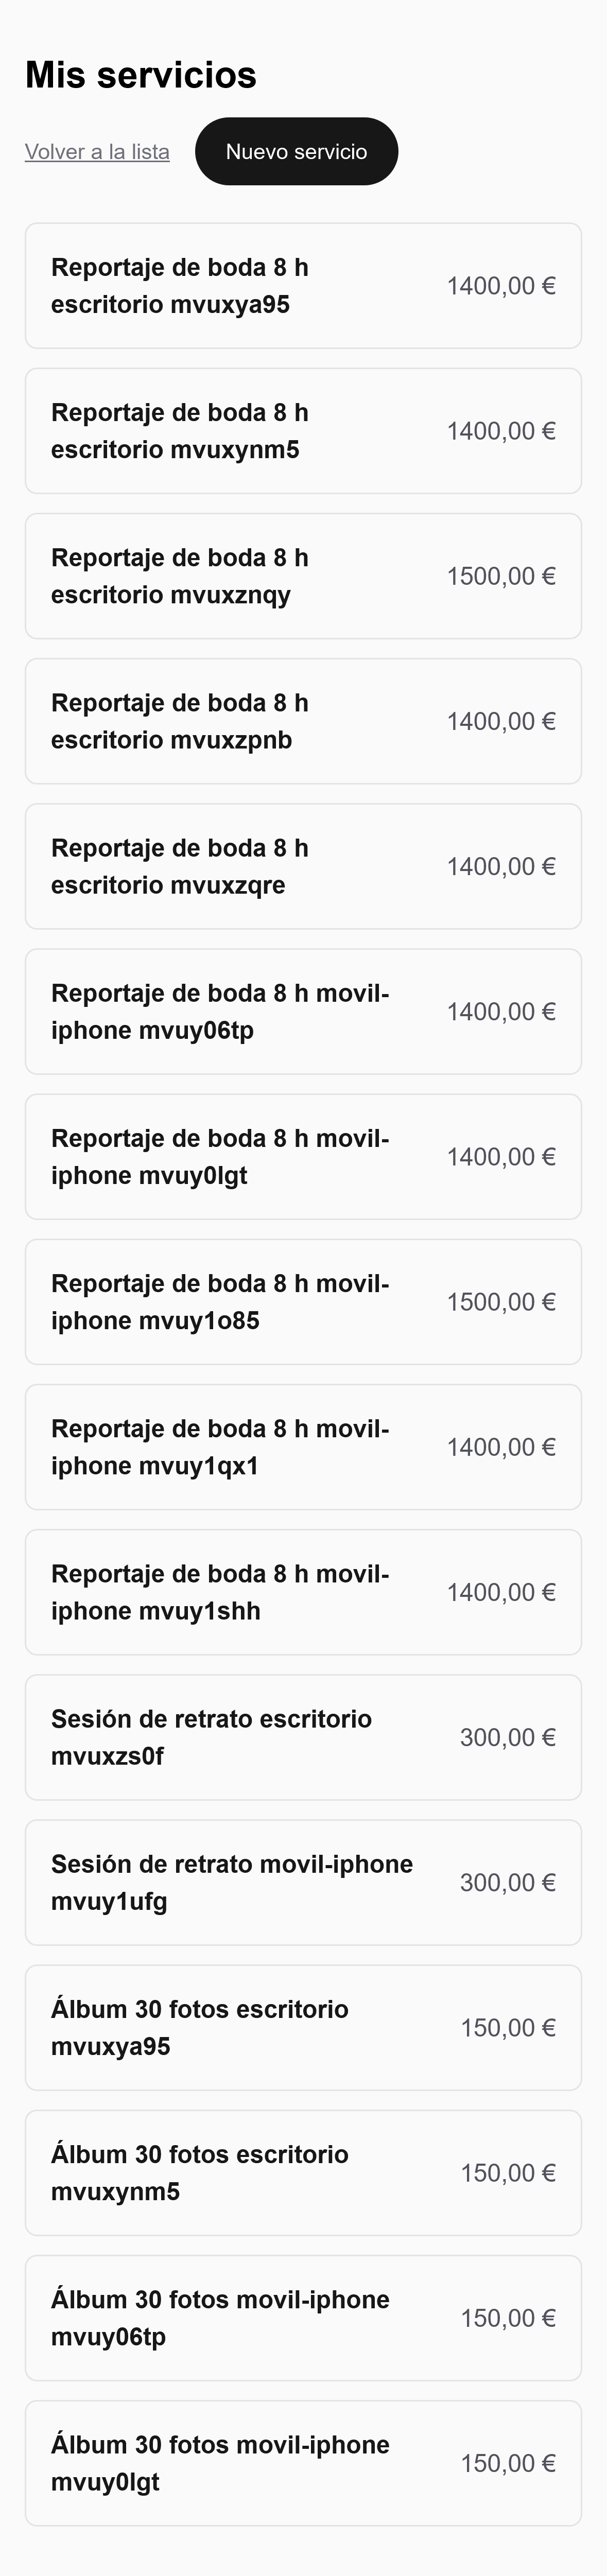 Mis servicios
Volver a la lista
Nuevo servicio
Reportaje de boda 8 h
escritorio mvuxya95
1400,00 €
Reportaje de boda 8 h
escritorio mvuxynm5
1400,00 €
Reportaje de boda 8 h
escritorio mvuxznqy
1500,00 €
Reportaje de boda 8 h
escritorio mvuxzpnb
1400,00 €
Reportaje de boda 8 h
escritorio mvuxzqre
1400,00 €
Reportaje de boda 8 h movil-
iphone mvuy06tp
1400,00 €
Reportaje de boda 8 h movil-
iphone mvuy0lgt
1400,00 €
Reportaje de boda 8 h movil-
iphone mvuy1o85
1500,00 €
Reportaje de boda 8 h movil-
iphone mvuy1qx1
1400,00 €
Reportaje de boda 8 h movil-
iphone mvuy1shh
1400,00 €
Sesión de retrato escritorio
mvuxzs0f
300,00 €
Sesión de retrato movil-iphone
mvuy1ufg
300,00 €
Álbum 30 fotos escritorio
mvuxya95
150,00 €
Álbum 30 fotos escritorio
mvuxynm5
150,00 €
Álbum 30 fotos movil-iphone
mvuy06tp
150,00 €
Álbum 30 fotos movil-iphone
mvuy0lgt
150,00 €